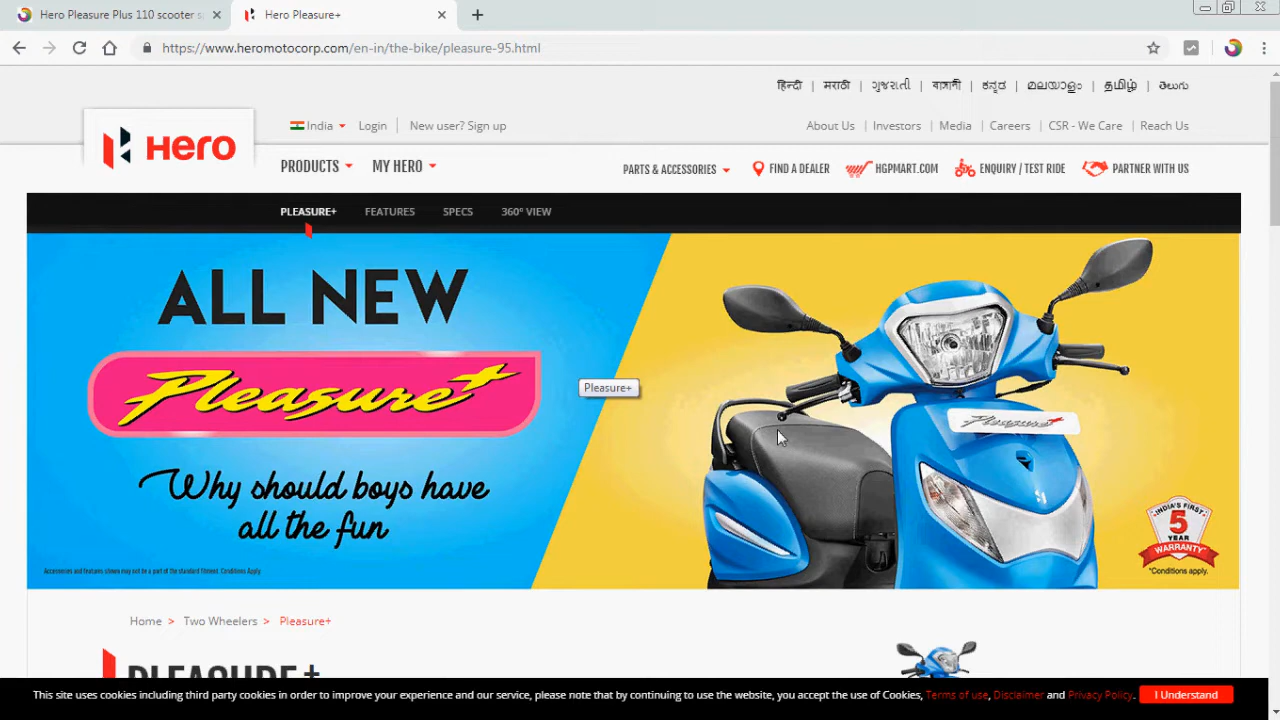 Hero Pleasure Plus 110 scooter s
Hero Pleasure+
https://www.heromotocorp.com/en-in/the-bike/pleasure-95.html
हिन्दी | मराठी | ગુજરાતી | বাঙ্গালী | ಕನ್ನಡ | മലയാളം | தமிழ் | తెలుగు
Hero
India
Login | New user? Sign up
About Us | Investors | Media | Careers | CSR - We Care | Reach Us
PRODUCTS MY HERO
PARTS & ACCESSORIES FIND A DEALER HGPMART.COM ENQUIRY / TEST RIDE PARTNER WITH US
PLEASURE+ FEATURES SPECS 360° VIEW
ALL NEW
Pleasure+
Pleasure+
Pleasure+
Why should boys have
all the fun
INDIA'S FIRST
5
YEAR
WARRANTY*
*Conditions apply.
Accessories and features shown may not be a part of the standard fitment. Conditions Apply
Home > Two Wheelers > Pleasure+
PLEASURE+
This site uses cookies including third party cookies in order to improve your experience and our service, please note that by continuing to use the website, you accept the use of Cookies, Terms of use, Disclaimer and Privacy Policy.
I Understand